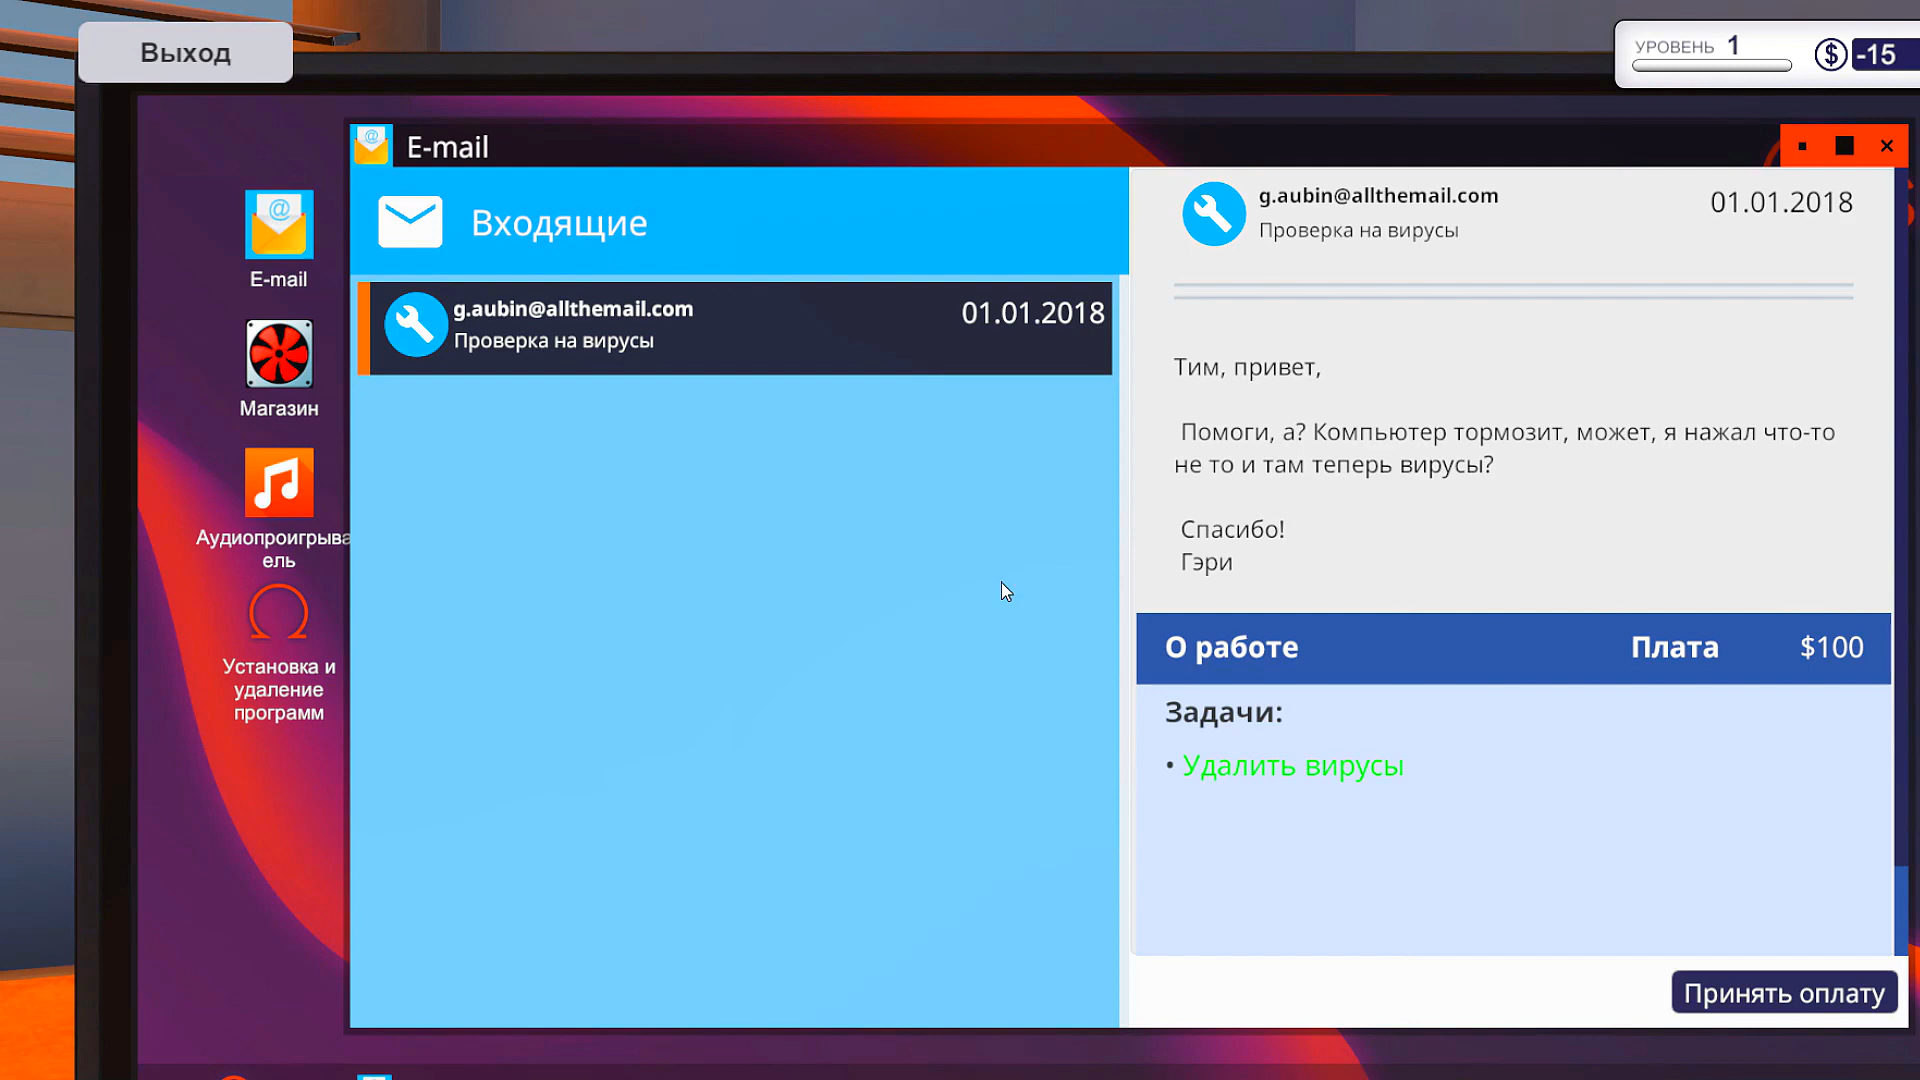 Выход
УРОВЕНЬ 1
$ -15
E-mail
Входящие
g.aubin@allthemail.com
01.01.2018
Проверка на вирусы
E-mail
Магазин
Аудиопроигрыва
ель
Установка и
удаление
программ
g.aubin@allthemail.com
01.01.2018
Проверка на вирусы
Тим, привет,
Помоги, а? Компьютер тормозит, может, я нажал что-то
не то и там теперь вирусы?
Спасибо!
Гэри
О работе Плата $100
Задачи:
• Удалить вирусы
Принять оплату